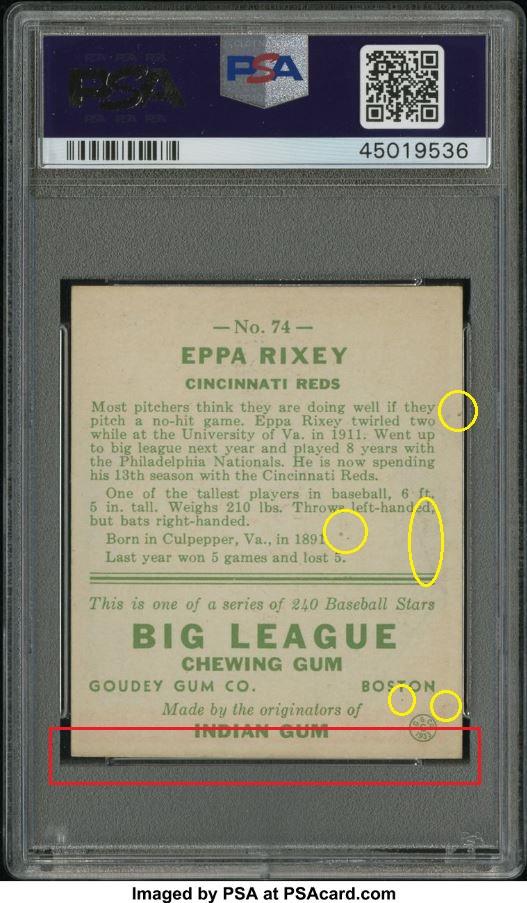 PSA
PSA
45019536
— No. 74 —
EPPA RIXEY
CINCINNATI REDS
Most pitchers think they are doing well if they
pitch a no-hit game. Eppa Rixey twirled two
while at the University of Va. in 1911. Went up
to big league next year and played 8 years with
the Philadelphia Nationals. He is now spending
his 13th season with the Cincinnati Reds.
One of the tallest players in baseball, 6 ft.
5 in. tall. Weighs 210 lbs. Throws left-handed,
but bats right-handed.
Born in Culpepper, Va., in 1891
Last year won 5 games and lost 5.
This is one of a series of 240 Baseball Stars
BIG LEAGUE
CHEWING GUM
GOUDEY GUM CO. BOSTON
Made by the originators of
INDIAN GUM
Imaged by PSA at PSAcard.com